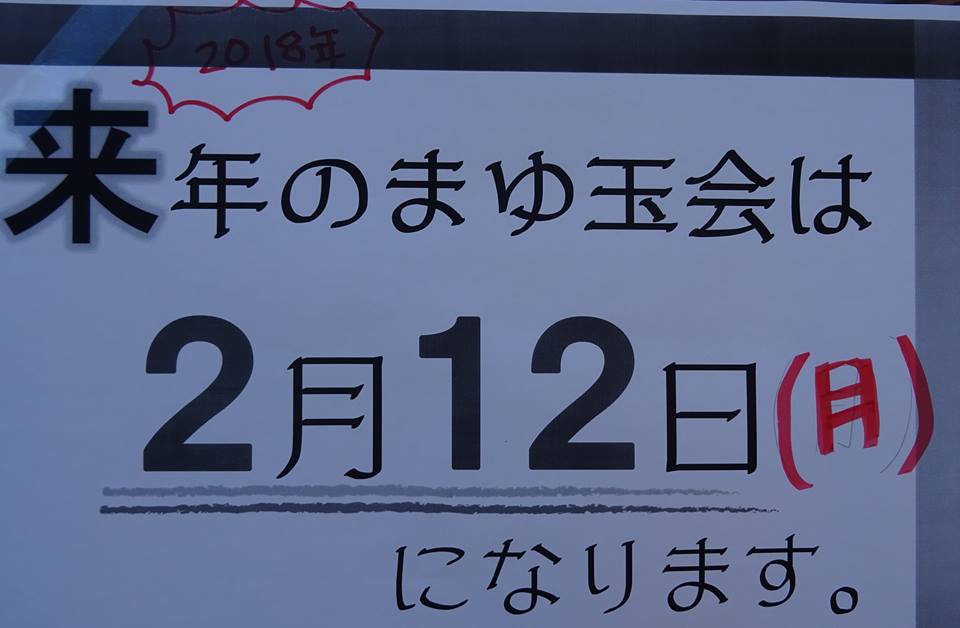 2018年
来年のまゆ玉会は
2月12日(月)
になります。